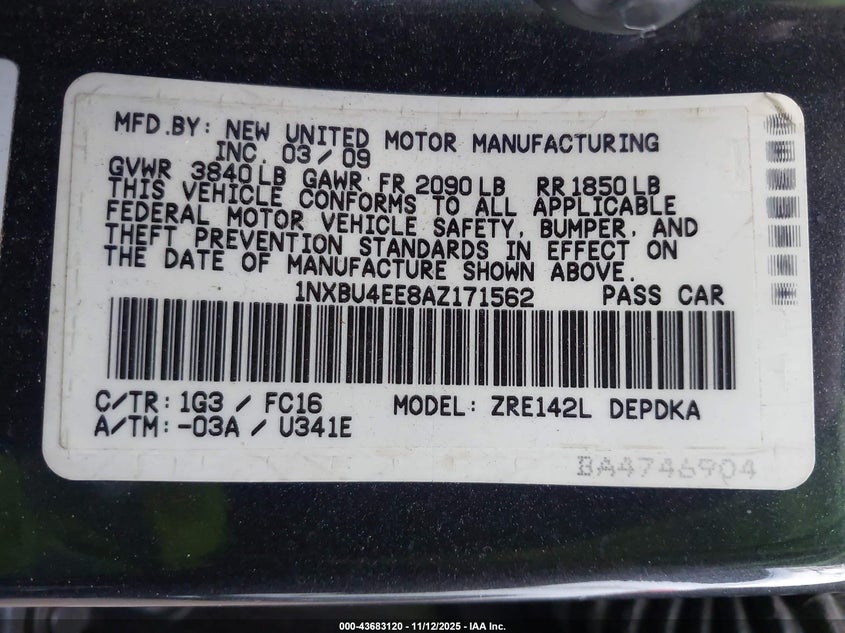 MFD.BY: NEW UNITED MOTOR MANUFACTURING
INC. 03/09
GVWR 3840LB GAWR FR 2090LB RR1850LB
THIS VEHICLE CONFORMS TO ALL APPLICABLE
FEDERAL MOTOR VEHICLE SAFETY, BUMPER, AND
THEFT PREVENTION STANDARDS IN EFFECT ON
THE DATE OF MANUFACTURE SHOWN ABOVE.
1NXBU4EE8AZ171562 PASS CAR
C/TR: 1G3 / FC16 MODEL: ZRE142L DEPDKA
A/TM: -03A / U341E
BA4746904
000-43683120 - 11/12/2025 - IAA Inc.